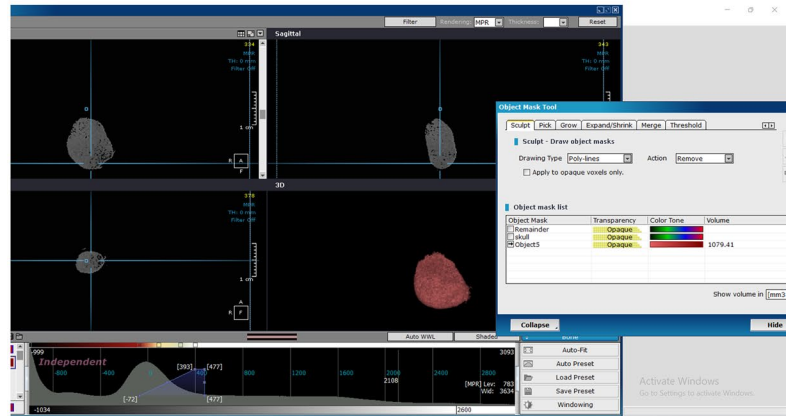 Filter Rendering: MPR Thickness: Reset
334
MPR
TH: 0 mm
Filter Off
1 cm
R A
F
Sagittal
343
MPR
TH: 0 mm
Filter Off
1 cm
378
MPR
TH: 0 mm
Filter Off
1 cm
A
R F
3D
Object Mask Tool
Sculpt Pick Grow Expand/Shrink Merge Threshold
Sculpt - Draw object masks
Drawing Type Poly-lines Action Remove
Apply to opaque voxels only.
Object mask list
Object Mask Transparency Color Tone Volume
Remainder Opaque
skull Opaque
Object5 Opaque 1079.41
Show volume in [mm3
Collapse Hide
Auto WWL Shaded
-999 3093
Independent
-800 -400 0 400 800 1200 1600 2000 2400 2800
[393] [477]
2108
[MPR] Lev: 783
Wid: 3634
[-72] [477]
-1034 2600
Bone
Auto-Fit
Auto Preset
Load Preset
Save Preset
Windowing
Activate Windows
Go to Settings to activate Windows.